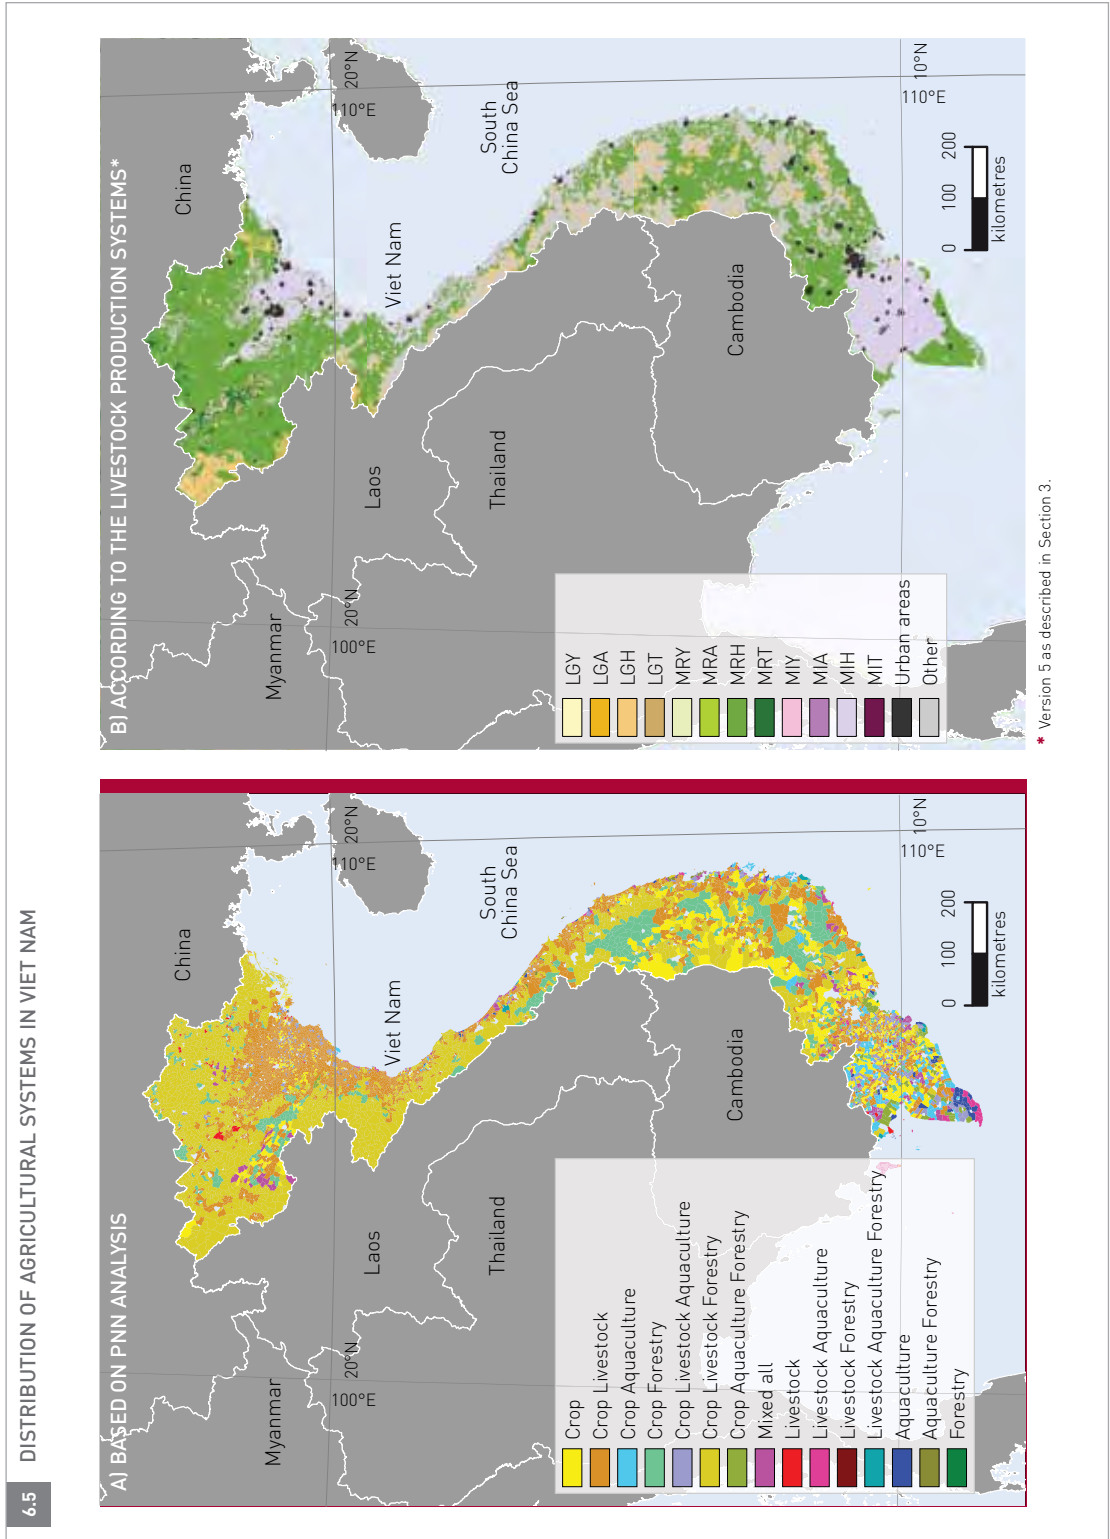 6.5 DISTRIBUTION OF AGRICULTURAL SYSTEMS IN VIET NAM
A) BASED ON PNN ANALYSIS
China
Myanmar
20°N
100°E
20°N
110°E
Laos
Viet Nam
Thailand
South
China Sea
Cambodia
10°N
110°E
0 100 200
kilometres
Crop
Crop Livestock
Crop Aquaculture
Crop Forestry
Crop Livestock Aquaculture
Crop Livestock Forestry
Crop Aquaculture Forestry
Mixed all
Livestock
Livestock Aquaculture
Livestock Forestry
Livestock Aquaculture Forestry
Aquaculture
Aquaculture Forestry
Forestry
B) ACCORDING TO THE LIVESTOCK PRODUCTION SYSTEMS*
China
Myanmar
20°N
100°E
20°N
110°E
Laos
Viet Nam
Thailand
South
China Sea
Cambodia
10°N
110°E
0 100 200
kilometres
LGY
LGA
LGH
LGT
MRY
MRA
MRH
MRT
MIY
MIA
MIH
MIT
Urban areas
Other
* Version 5 as described in Section 3.